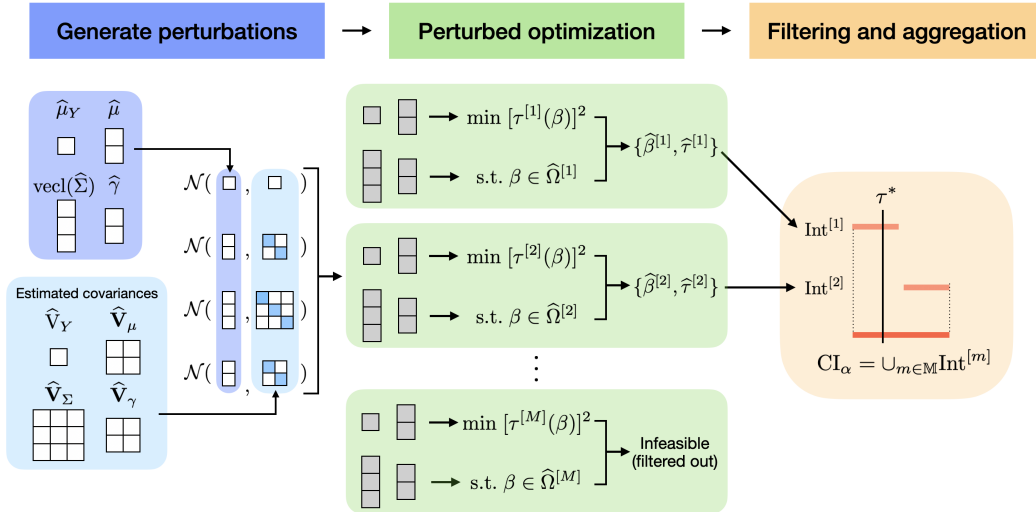 Generate perturbations
Perturbed optimization
Filtering and aggregation
μ̂_Y μ̂
vecl(Σ̂) γ̂
Estimated covariances
V̂_Y 𝐕̂_μ
𝐕̂_Σ 𝐕̂_γ
𝒩( , )
𝒩( , )
𝒩( , )
𝒩( , )
min [τ^[1](β)]²
s.t. β ∈ Ω̂^[1]
{β̂^[1], τ̂^[1]}
min [τ^[2](β)]²
s.t. β ∈ Ω̂^[2]
{β̂^[2], τ̂^[2]}
⋮
min [τ^[M](β)]²
s.t. β ∈ Ω̂^[M]
Infeasible
(filtered out)
τ*
Int^[1]
Int^[2]
CI_α = ∪_{m∈𝕄} Int^[m]